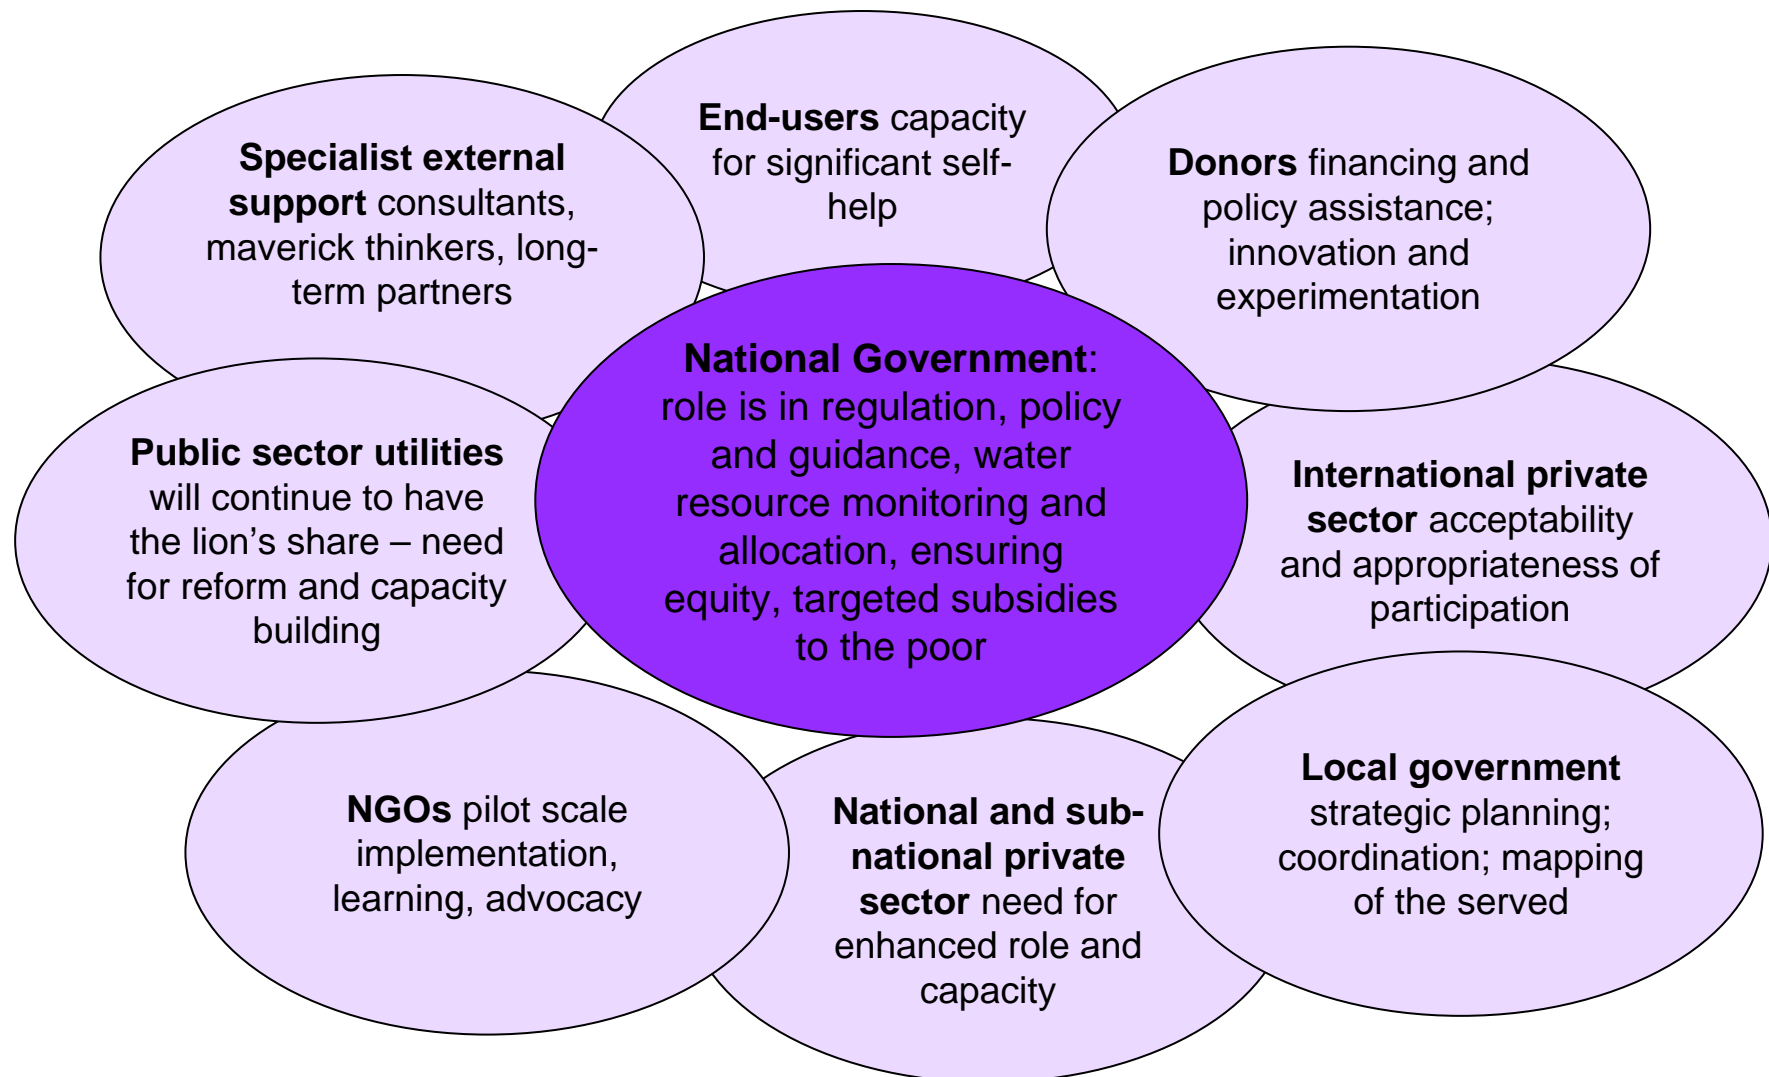 End-users capacity
for significant self-
help
Specialist external
support consultants,
maverick thinkers, long-
term partners
Donors financing and
policy assistance;
innovation and
experimentation
National Government:
role is in regulation, policy
and guidance, water
resource monitoring and
allocation, ensuring
equity, targeted subsidies
to the poor
Public sector utilities
will continue to have
the lion’s share – need
for reform and capacity
building
International private
sector acceptability
and appropriateness of
participation
NGOs pilot scale
implementation,
learning, advocacy
National and sub-
national private
sector need for
enhanced role and
capacity
Local government
strategic planning;
coordination; mapping
of the served